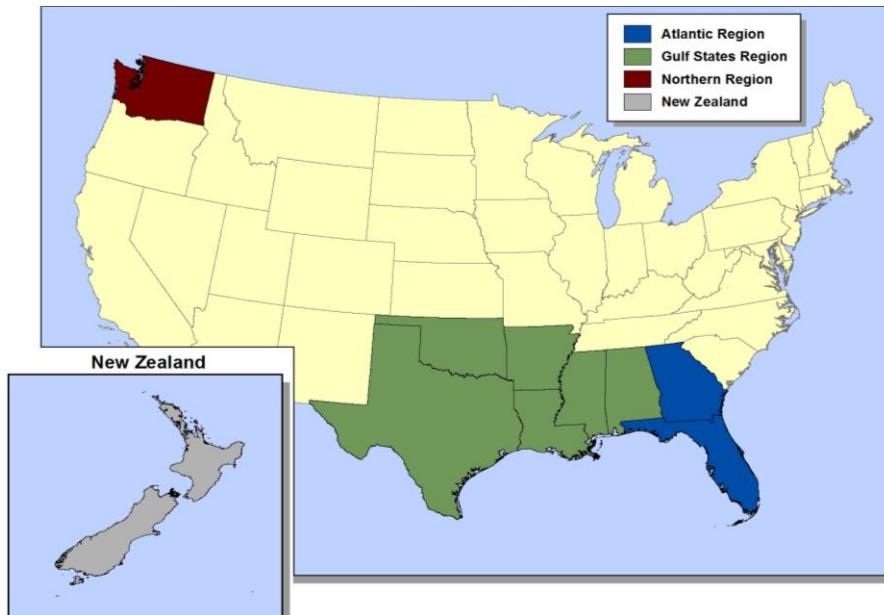 Atlantic Region
Gulf States Region
Northern Region
New Zealand
New Zealand